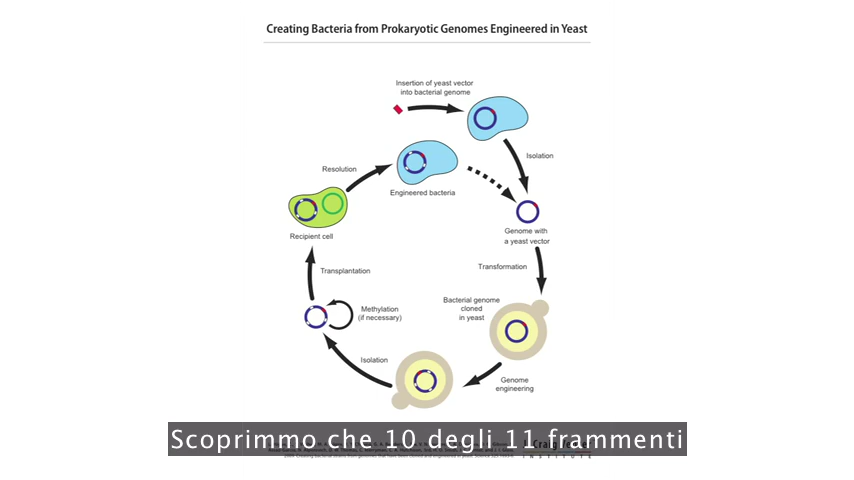 Creating Bacteria from Prokaryotic Genomes Engineered in Yeast
Insertion of yeast vector
into bacterial genome
Isolation
Resolution
Engineered bacteria
Recipient cell
Genome with
a yeast vector
Transplantation
Transformation
Methylation
(if necessary)
Bacterial genome
cloned
in yeast
Isolation
Genome
engineering
Scoprimmo che 10 degli 11 frammenti
INSTITUTE